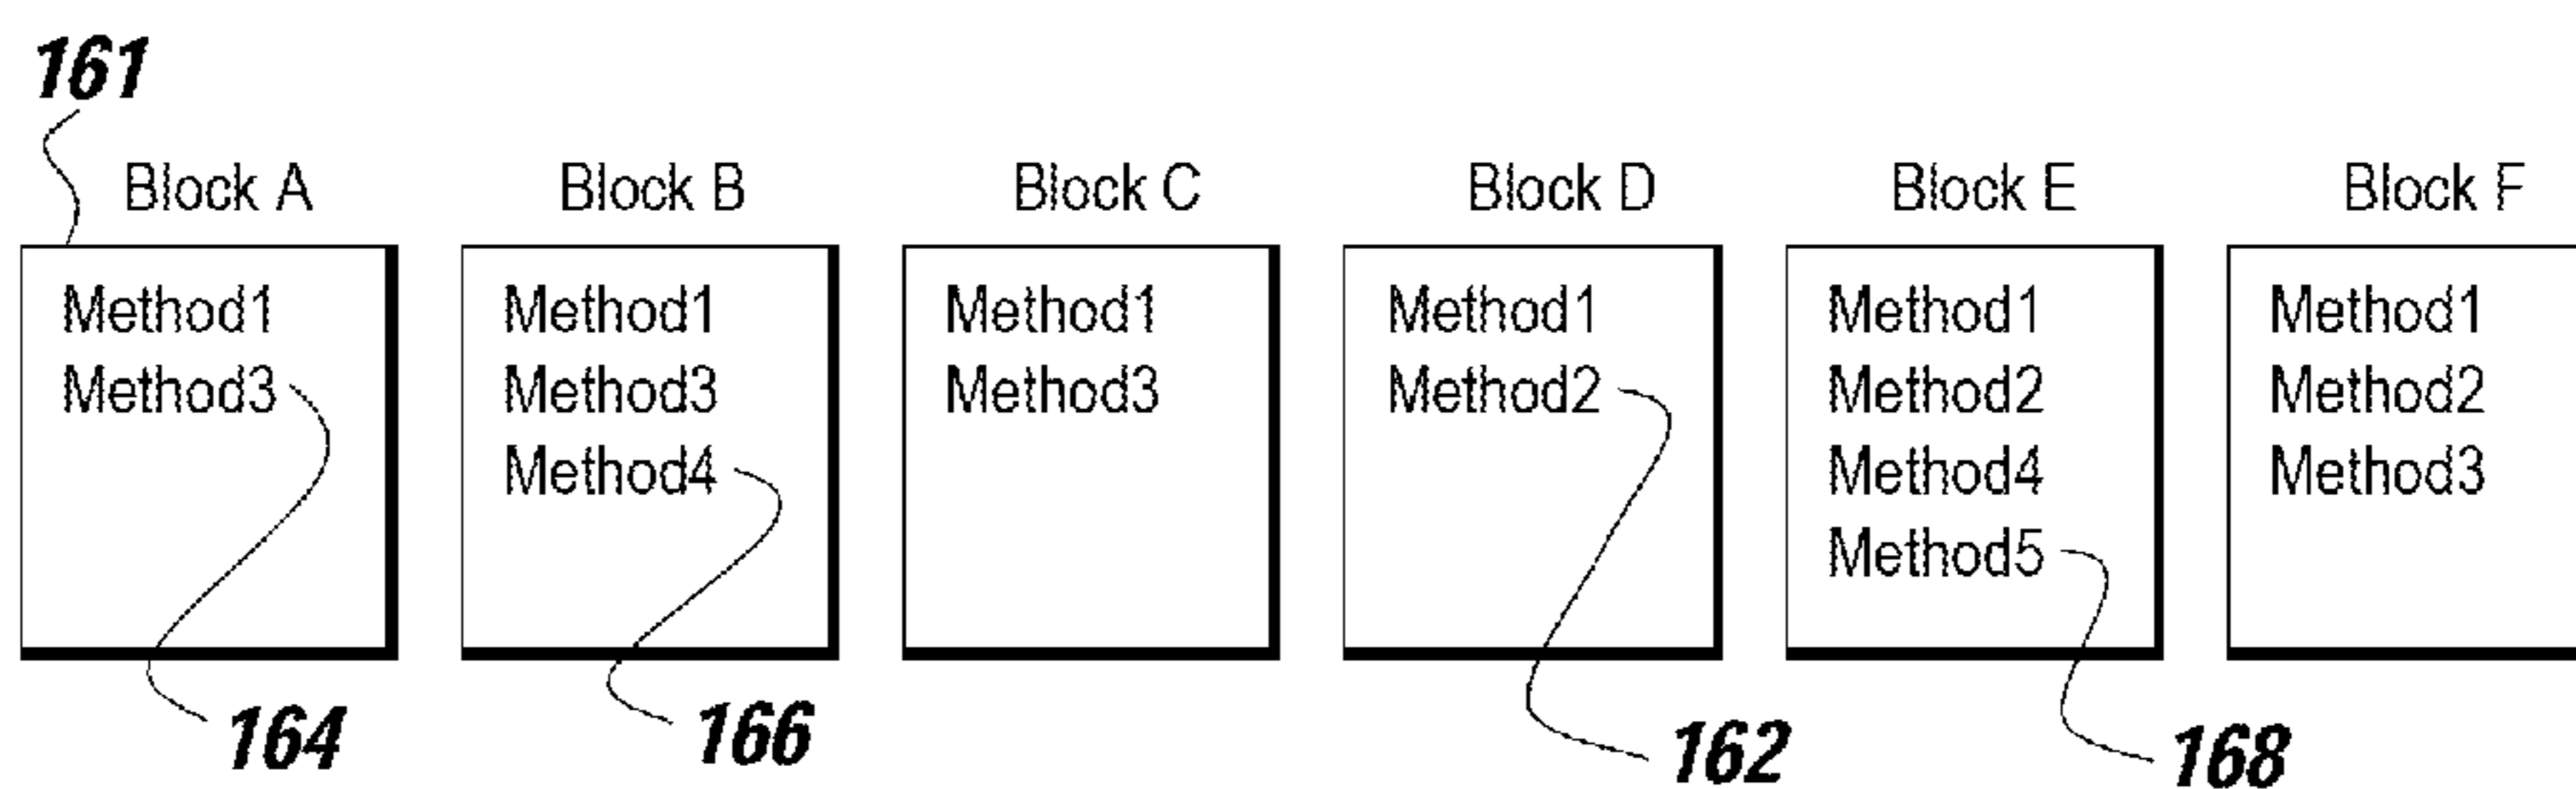 161
Block A Block B Block C Block D Block E Block F
Method1 Method1 Method1 Method1 Method1 Method1
Method3 Method3 Method3 Method2 Method2 Method2
Method4 Method4 Method3
Method5
164 166 162 168